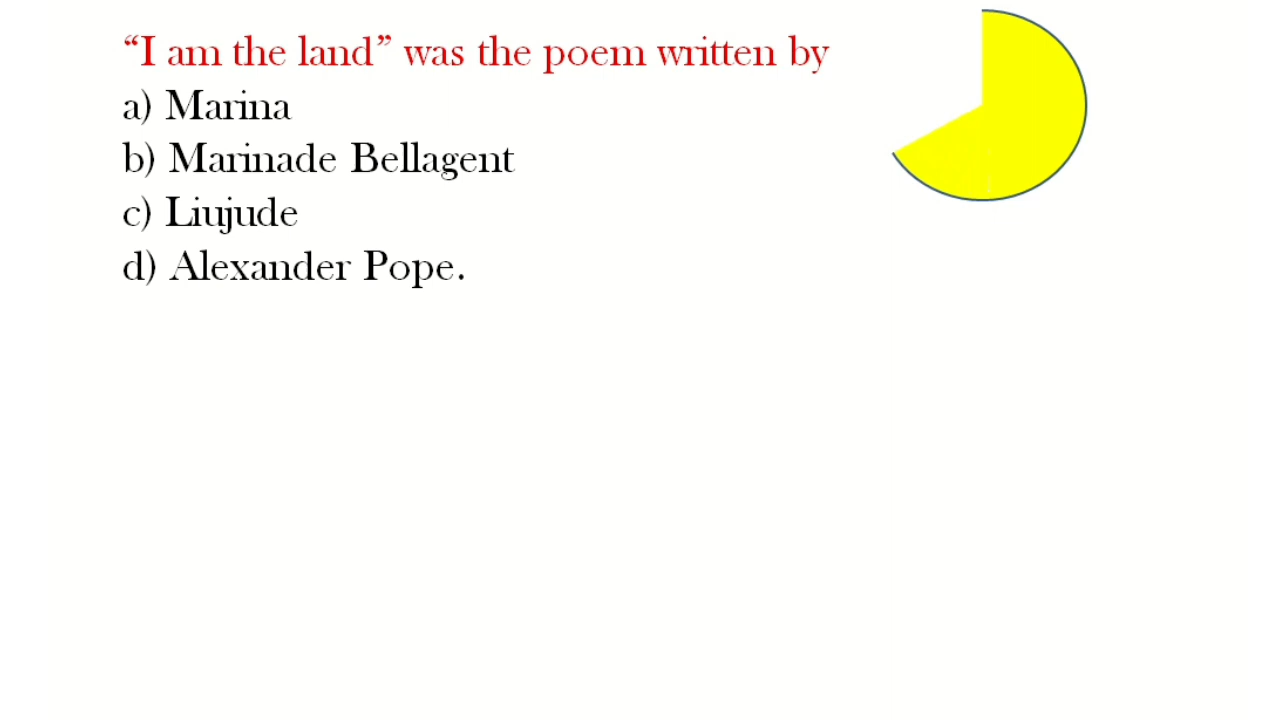 “I am the land” was the poem written by
a) Marina
b) Marinade Bellagent
c) Liujude
d) Alexander Pope.